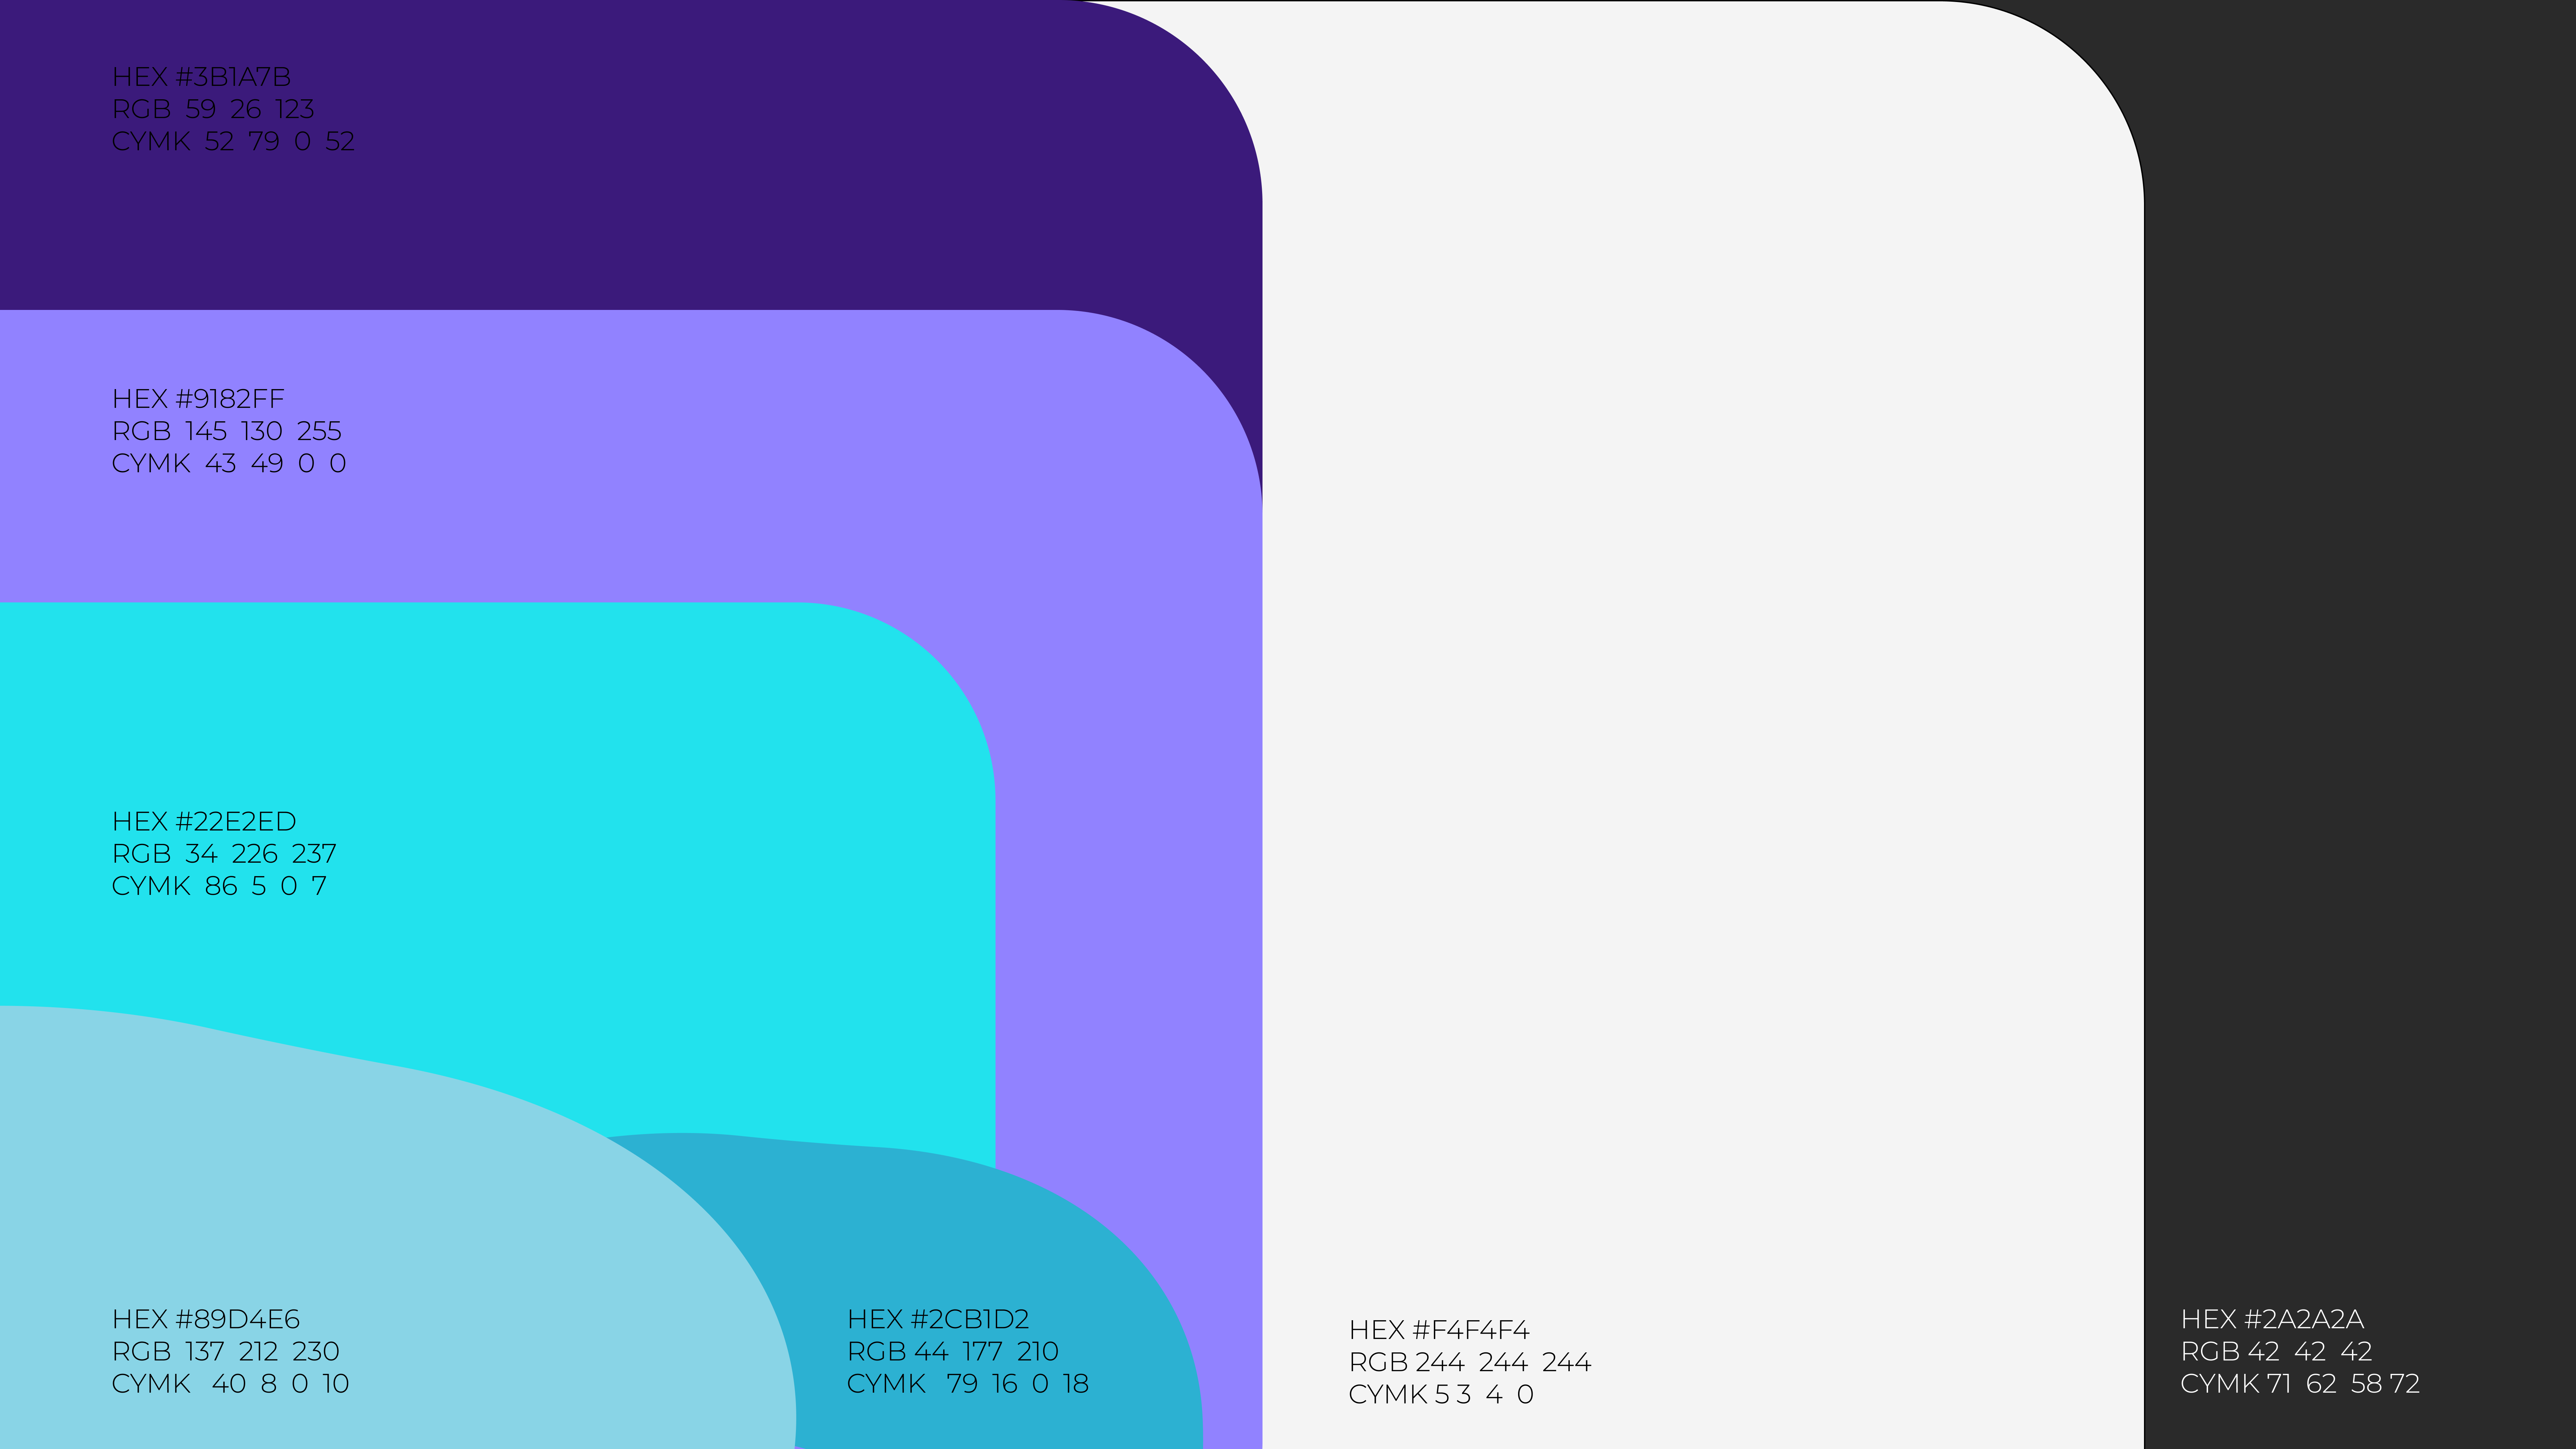 HEX #3B1A7B
RGB 59 26 123
CYMK 52 79 0 52
HEX #9182FF
RGB 145 130 255
CYMK 43 49 0 0
HEX #22E2ED
RGB 34 226 237
CYMK 86 5 0 7
HEX #89D4E6
RGB 137 212 230
CYMK 40 8 0 10
HEX #2CB1D2
RGB 44 177 210
CYMK 79 16 0 18
HEX #F4F4F4
RGB 244 244 244
CYMK 5 3 4 0
HEX #2A2A2A
RGB 42 42 42
CYMK 71 62 58 72